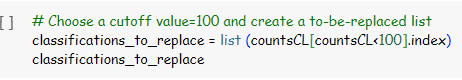 [ ] # Choose a cutoff value=100 and create a to-be-replaced list
classifications_to_replace = list (countsCL[countsCL<100].index)
classifications_to_replace